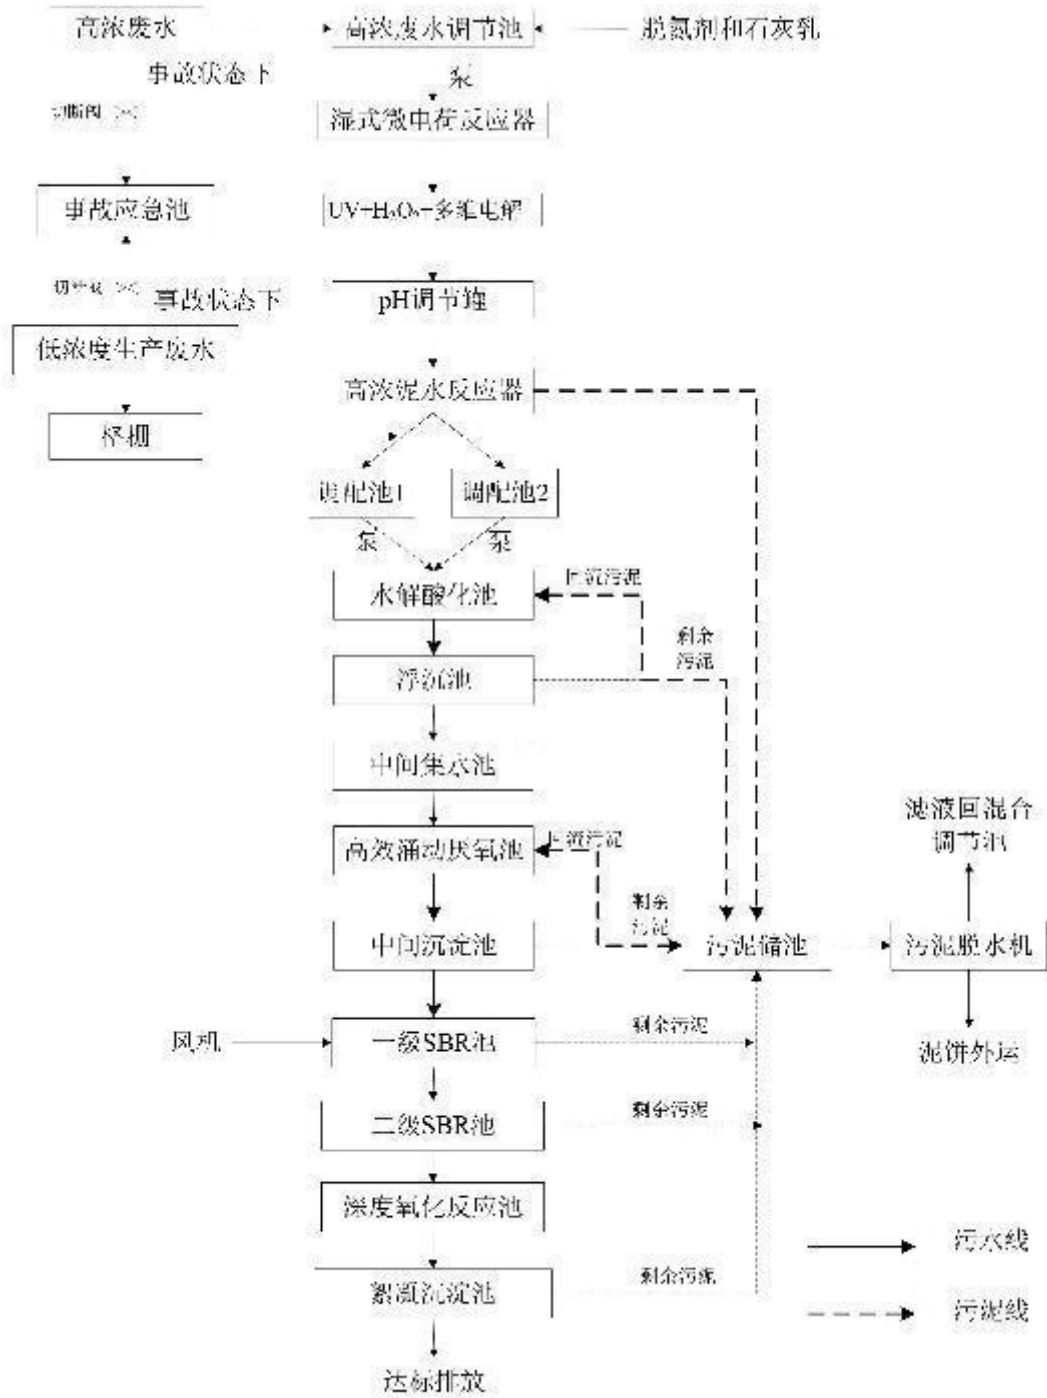 高浓废水
高浓废水调节池
脱氮剂和石灰乳
事故状态下
泵
切断阀
湿式微电荷反应器
事故应急池
UV+H₂O₂+多维电解
事故状态下
pH调节罐
低浓度生产废水
高浓泥水反应器
格栅
调配池1
调配池2
泵
泵
回流污泥
水解酸化池
剩余
污泥
浮沉池
中间集水池
滤液回混合
调节池
回流污泥
高效涌动厌氧池
剩余
污泥
中间沉淀池
污泥储池
污泥脱水机
剩余污泥
风机
一级SBR池
泥饼外运
剩余污泥
二级SBR池
深度氧化反应池
污水线
剩余污泥
絮凝沉淀池
污泥线
达标排放